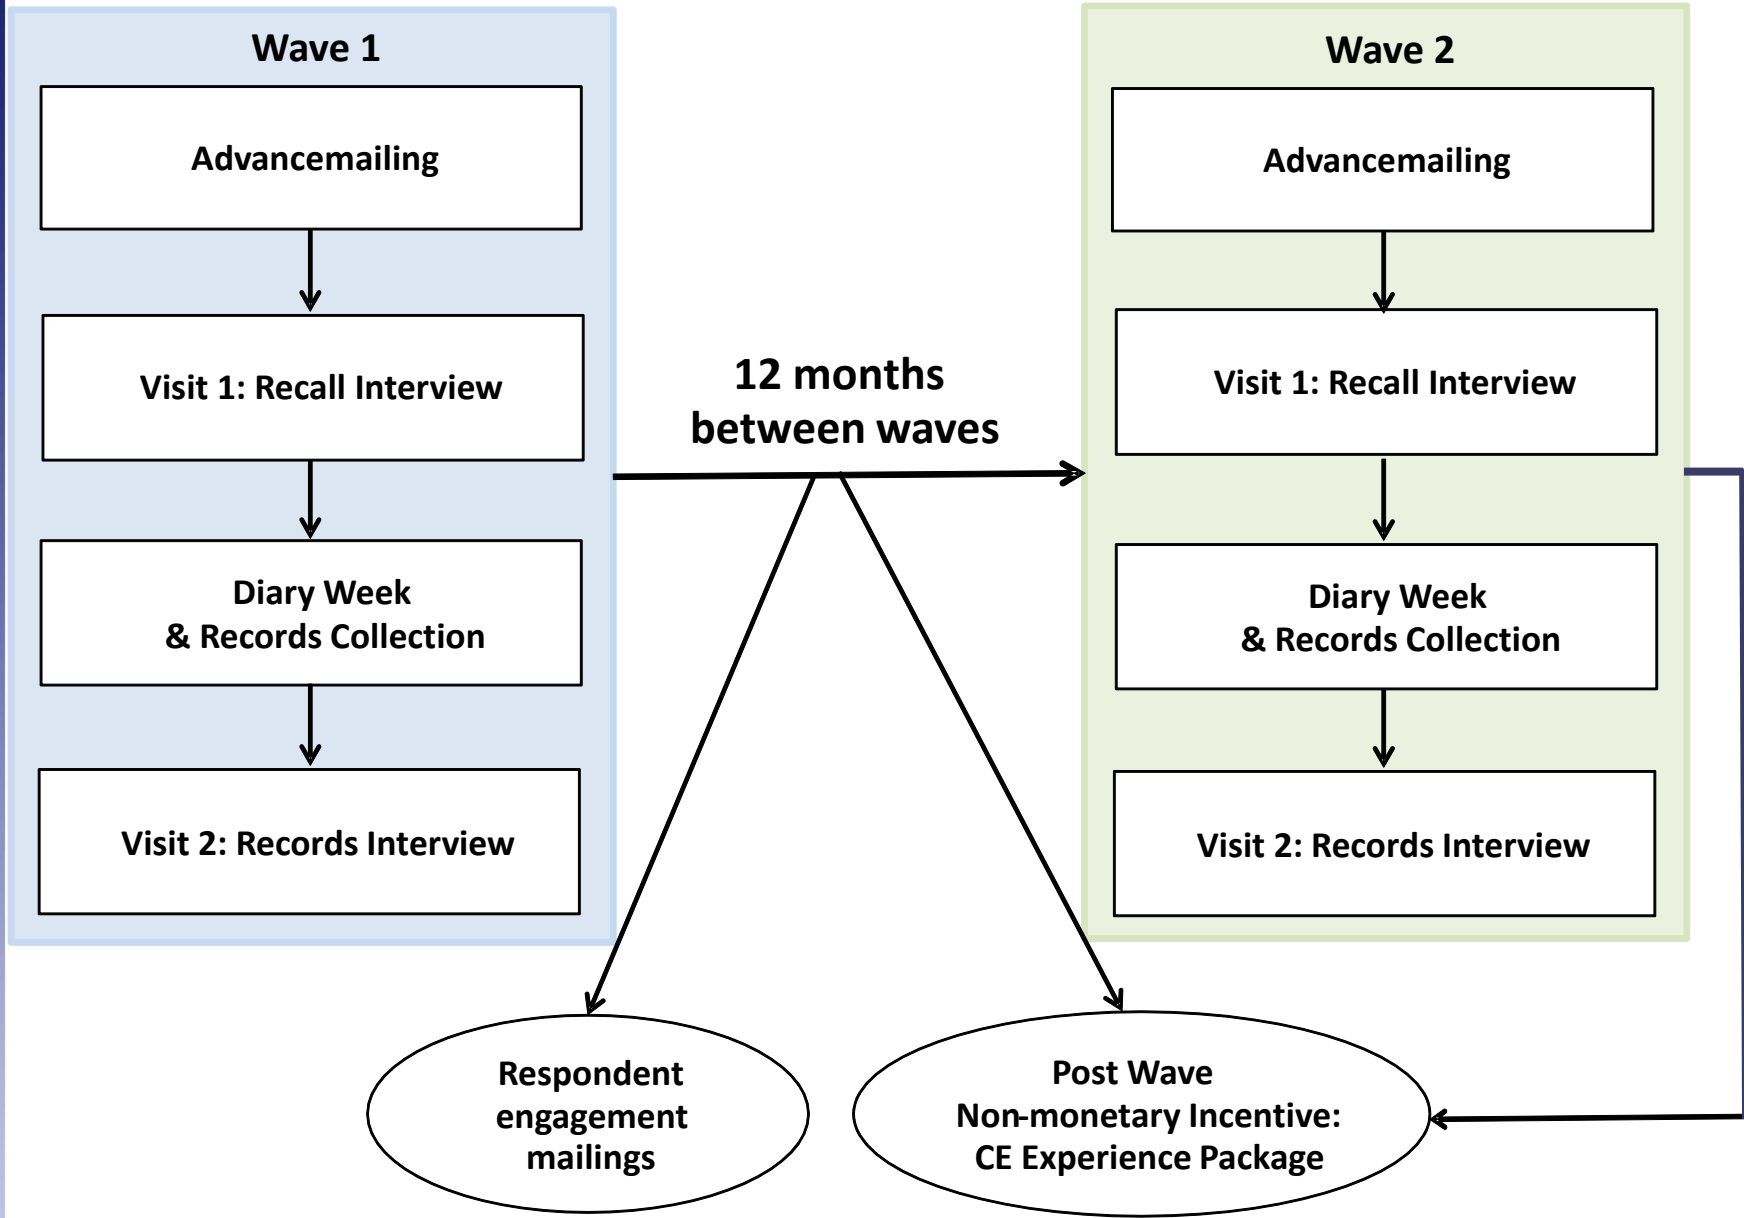 Wave 1
Advancemailing
Visit 1: Recall Interview
Diary Week
& Records Collection
Visit 2: Records Interview
12 months
between waves
Wave 2
Advancemailing
Visit 1: Recall Interview
Diary Week
& Records Collection
Visit 2: Records Interview
Respondent
engagement
mailings
Post Wave
Non-monetary Incentive:
CE Experience Package